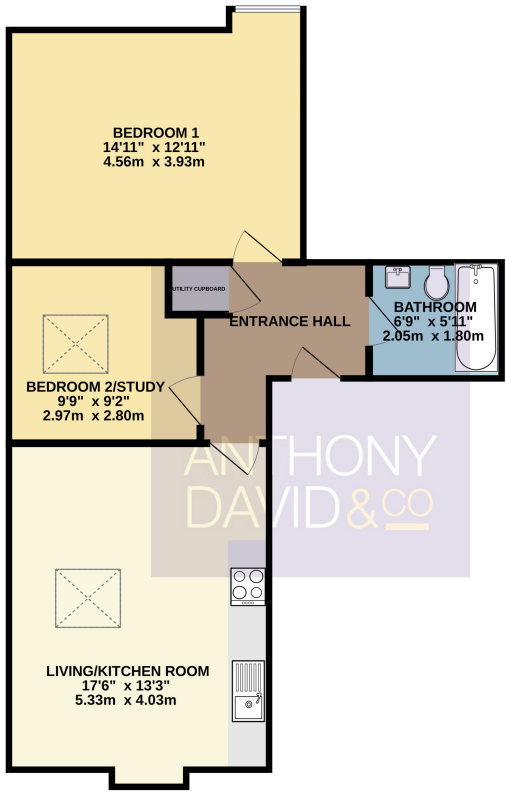 BEDROOM 1
14'11" x 12'11"
4.56m x 3.93m
UTILITY CUPBOARD
ENTRANCE HALL
BATHROOM
6'9" x 5'11"
2.05m x 1.80m
BEDROOM 2/STUDY
9'9" x 9'2"
2.97m x 2.80m
ANTHONY
DAVID & CO
LIVING/KITCHEN ROOM
17'6" x 13'3"
5.33m x 4.03m